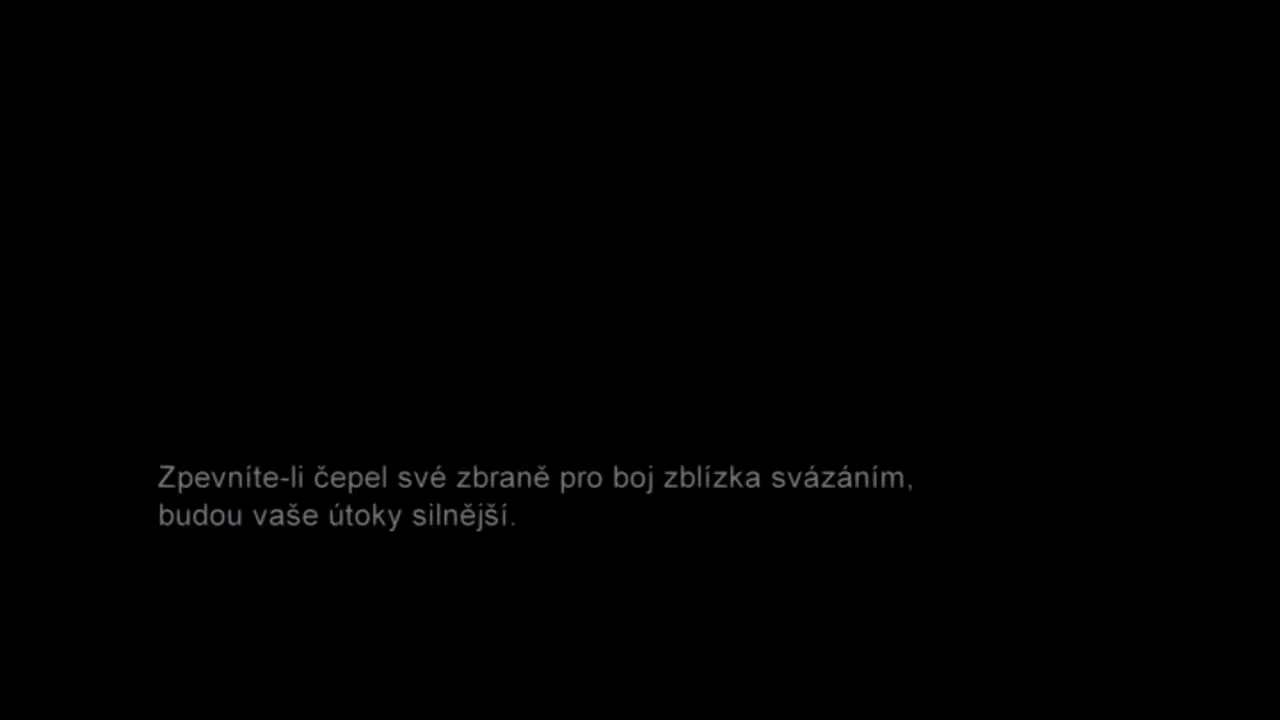 Zpevníte-li čepel své zbraně pro boj zblízka svázáním,
budou vaše útoky silnější.